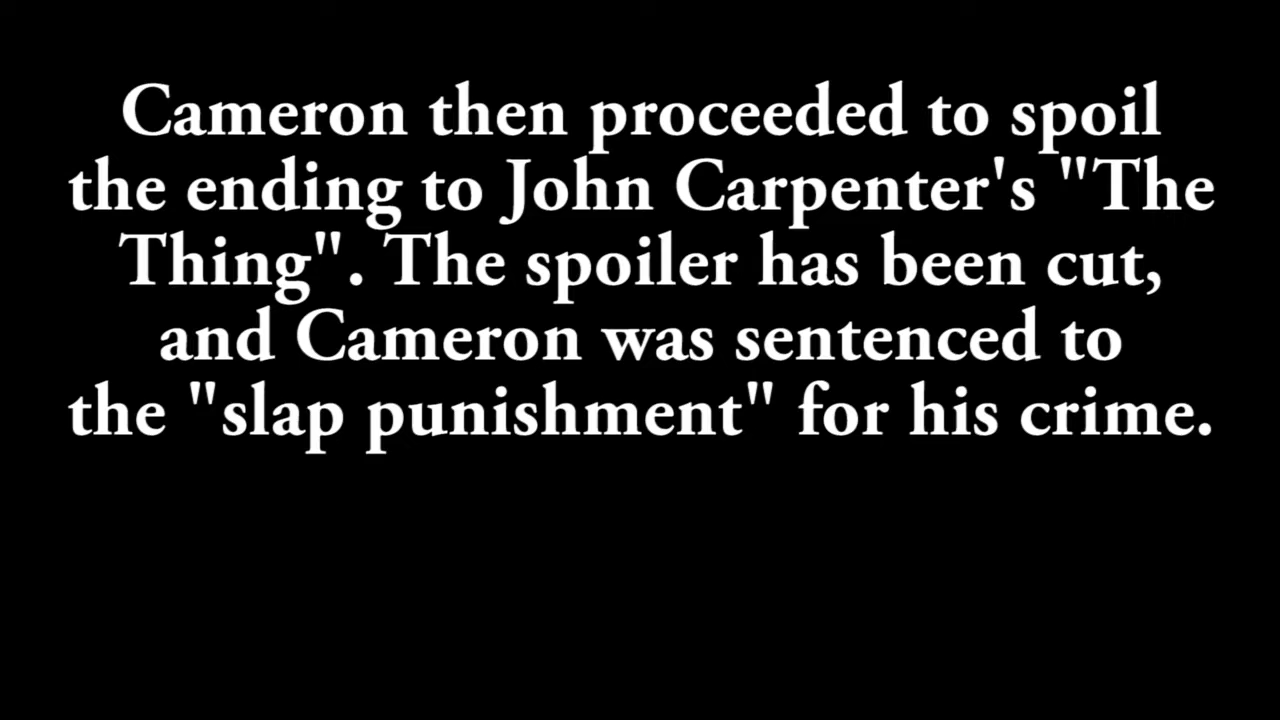 Cameron then proceeded to spoil
the ending to John Carpenter's "The
Thing". The spoiler has been cut,
and Cameron was sentenced to
the "slap punishment" for his crime.